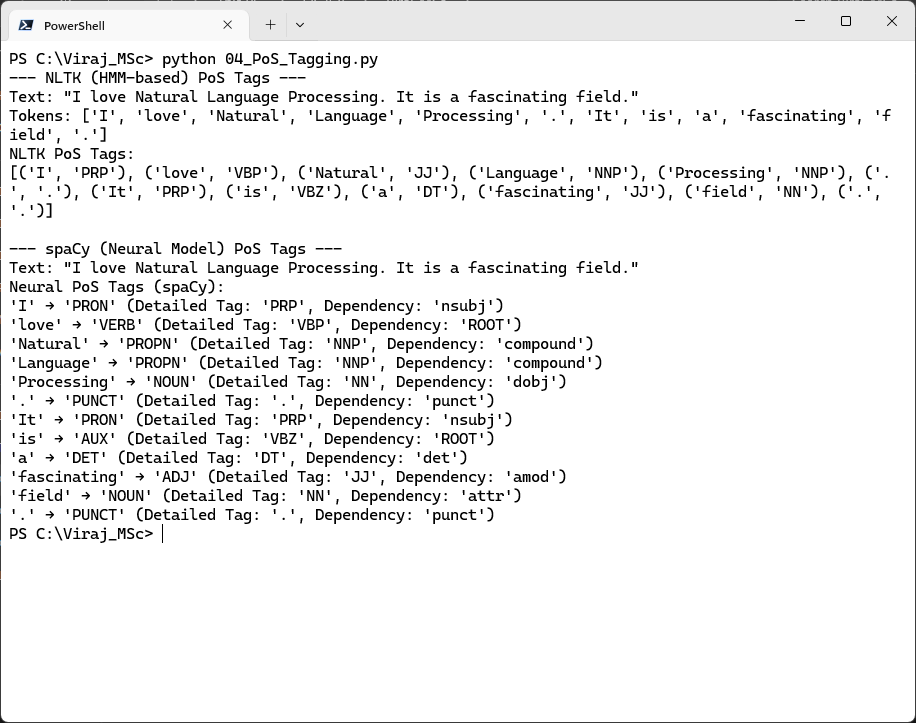 PowerShell
PS C:\Viraj_MSc> python 04_PoS_Tagging.py
--- NLTK (HMM-based) PoS Tags ---
Text: "I love Natural Language Processing. It is a fascinating field."
Tokens: ['I', 'love', 'Natural', 'Language', 'Processing', '.', 'It', 'is', 'a', 'fascinating', 'f
ield', '.']
NLTK PoS Tags:
[('I', 'PRP'), ('love', 'VBP'), ('Natural', 'JJ'), ('Language', 'NNP'), ('Processing', 'NNP'), ('.
', '.'), ('It', 'PRP'), ('is', 'VBZ'), ('a', 'DT'), ('fascinating', 'JJ'), ('field', 'NN'), ('.',
'.')]

--- spaCy (Neural Model) PoS Tags ---
Text: "I love Natural Language Processing. It is a fascinating field."
Neural PoS Tags (spaCy):
'I' → 'PRON' (Detailed Tag: 'PRP', Dependency: 'nsubj')
'love' → 'VERB' (Detailed Tag: 'VBP', Dependency: 'ROOT')
'Natural' → 'PROPN' (Detailed Tag: 'NNP', Dependency: 'compound')
'Language' → 'PROPN' (Detailed Tag: 'NNP', Dependency: 'compound')
'Processing' → 'NOUN' (Detailed Tag: 'NN', Dependency: 'dobj')
'.' → 'PUNCT' (Detailed Tag: '.', Dependency: 'punct')
'It' → 'PRON' (Detailed Tag: 'PRP', Dependency: 'nsubj')
'is' → 'AUX' (Detailed Tag: 'VBZ', Dependency: 'ROOT')
'a' → 'DET' (Detailed Tag: 'DT', Dependency: 'det')
'fascinating' → 'ADJ' (Detailed Tag: 'JJ', Dependency: 'amod')
'field' → 'NOUN' (Detailed Tag: 'NN', Dependency: 'attr')
'.' → 'PUNCT' (Detailed Tag: '.', Dependency: 'punct')
PS C:\Viraj_MSc>